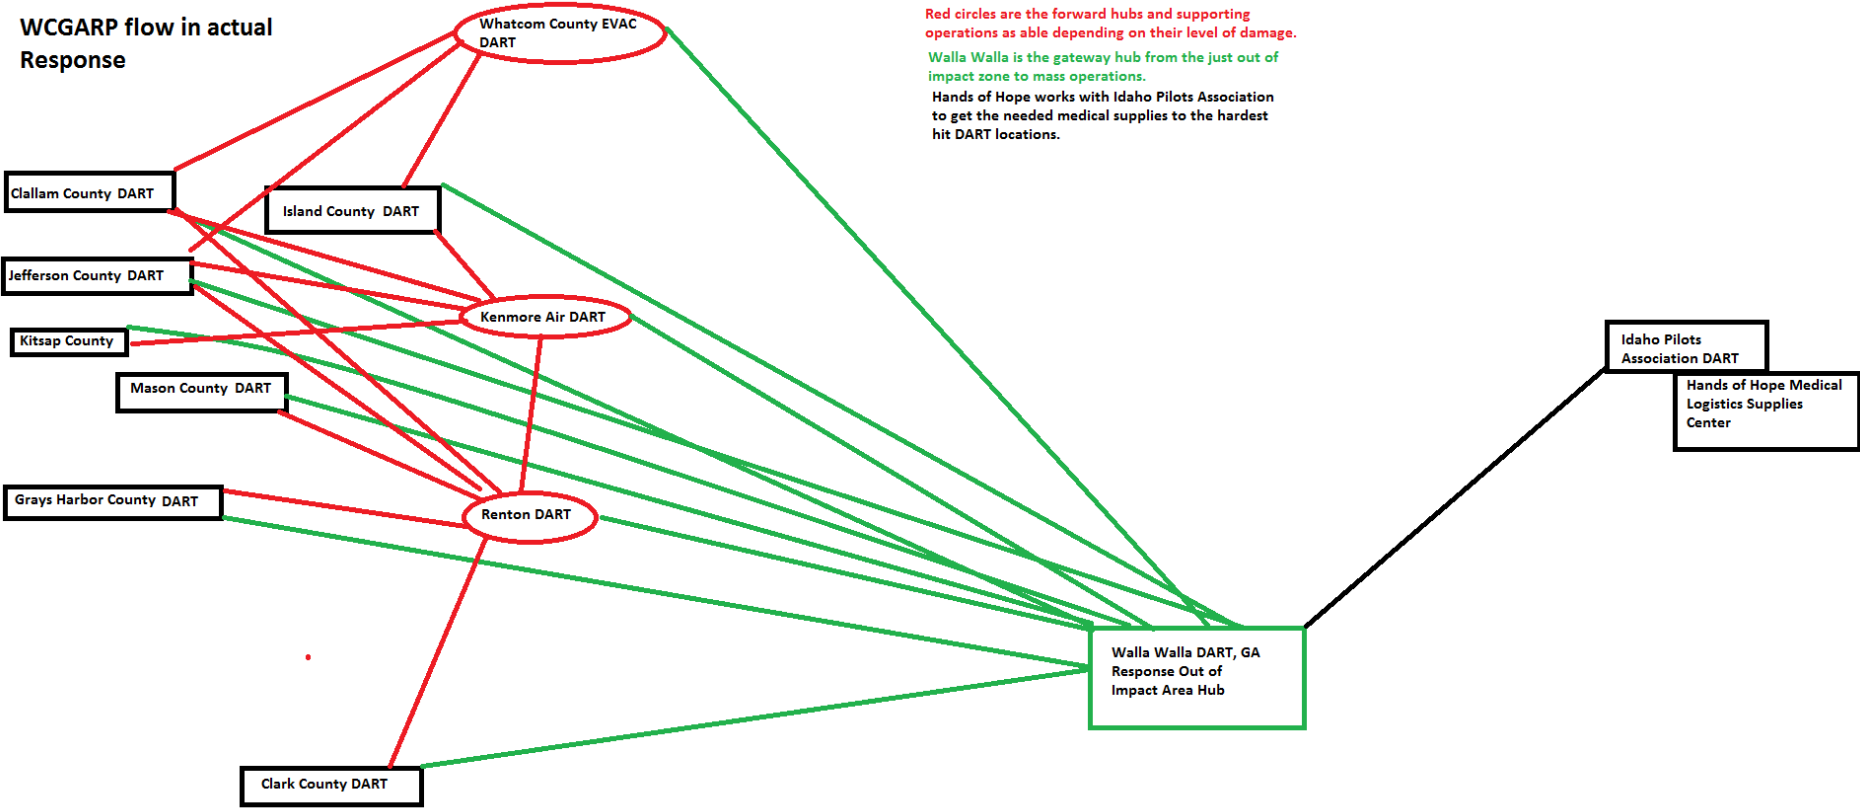 WCGARP flow in actual
Response
Whatcom County EVAC
DART
Red circles are the forward hubs and supporting
operations as able depending on their level of damage.
Walla Walla is the gateway hub from the just out of
impact zone to mass operations.
Hands of Hope works with Idaho Pilots Association
to get the needed medical supplies to the hardest
hit DART locations.
Clallam County DART
Island County DART
Jefferson County DART
Kenmore Air DART
Kitsap County
Mason County DART
Grays Harbor County DART
Renton DART
Idaho Pilots
Association DART
Hands of Hope Medical
Logistics Supplies
Center
Walla Walla DART, GA
Response Out of
Impact Area Hub
Clark County DART